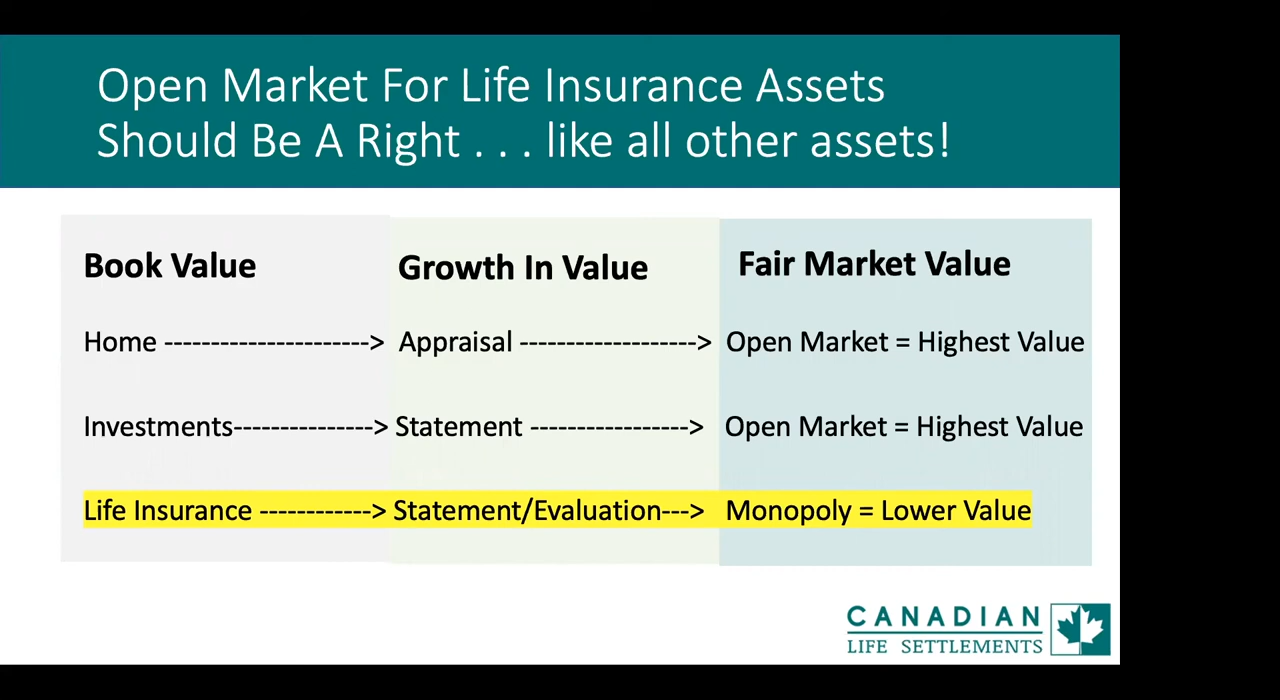 Open Market For Life Insurance Assets
Should Be A Right . . . like all other assets!
Book Value Growth In Value Fair Market Value
Home ----------------------> Appraisal -------------------> Open Market = Highest Value
Investments---------------> Statement -----------------> Open Market = Highest Value
Life Insurance ------------> Statement/Evaluation---> Monopoly = Lower Value
CANADIAN
LIFE SETTLEMENTS